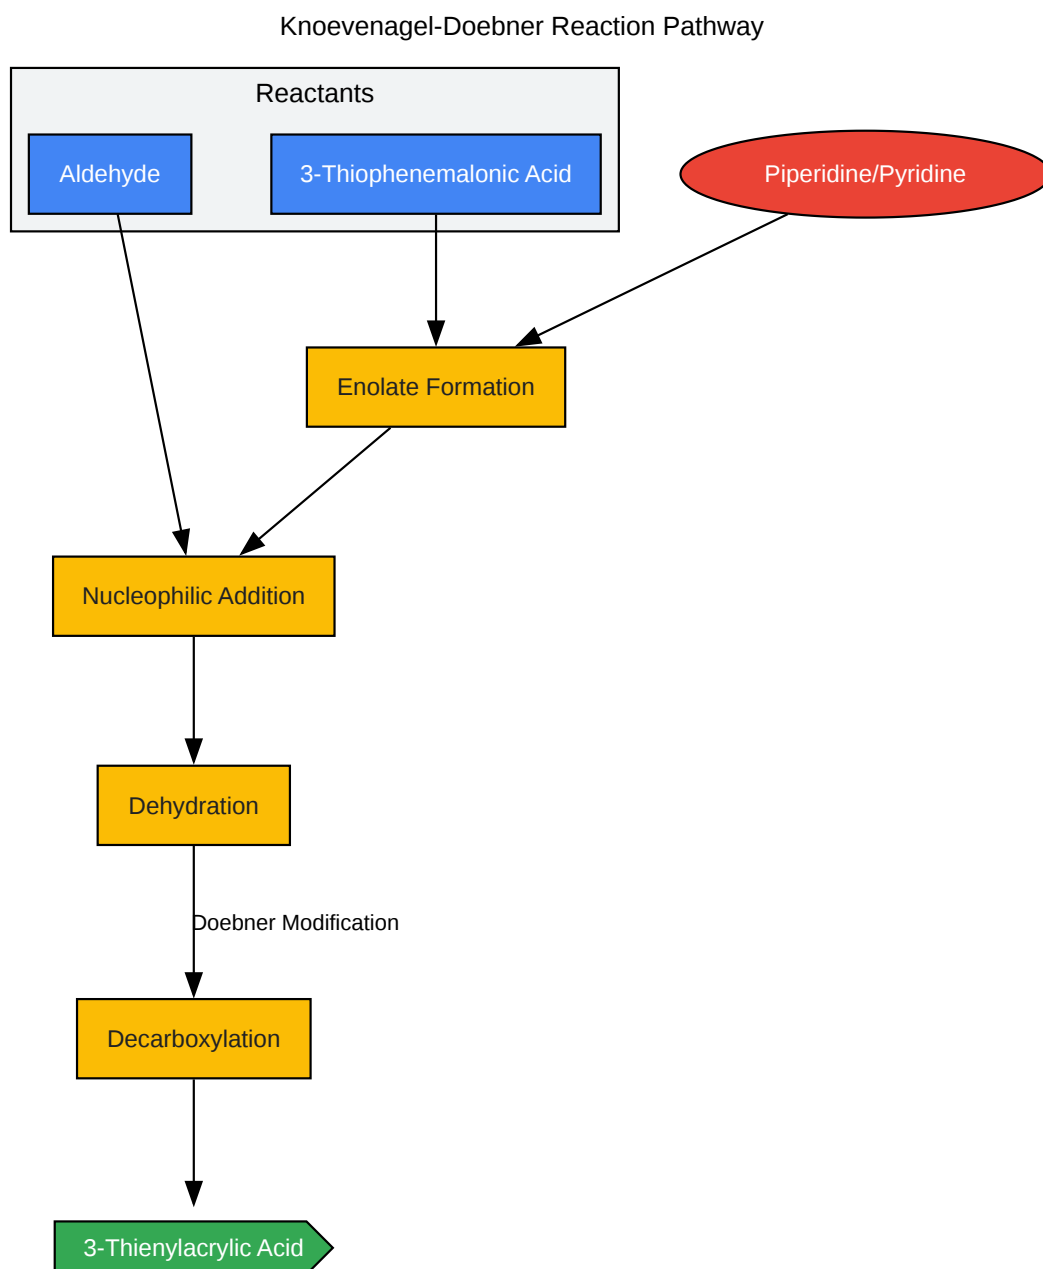 Knoevenagel-Doebner Reaction Pathway
Reactants
Aldehyde
3-Thiophenemalonic Acid
Piperidine/Pyridine
Enolate Formation
Nucleophilic Addition
Dehydration
Doebner Modification
Decarboxylation
3-Thienylacrylic Acid